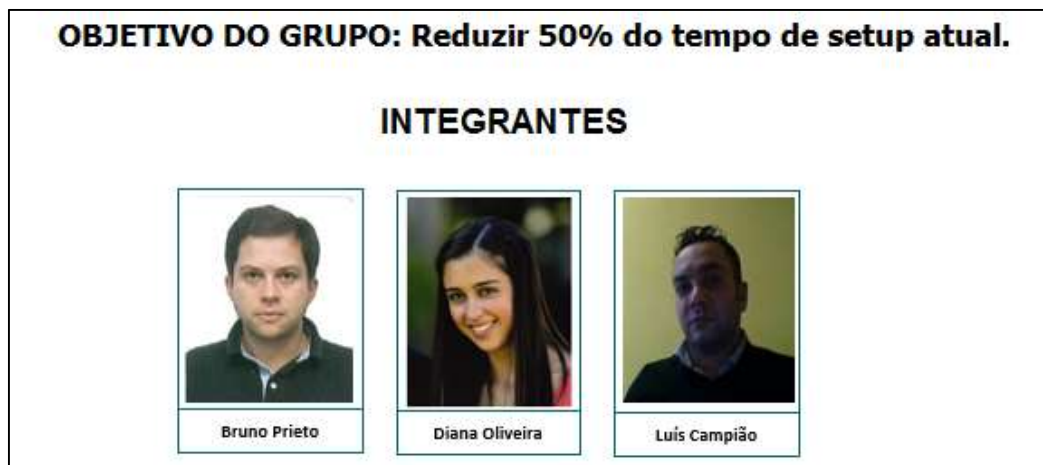 OBJETIVO DO GRUPO: Reduzir 50% do tempo de setup atual.
INTEGRANTES
Bruno Prieto
Diana Oliveira
Luís Campião